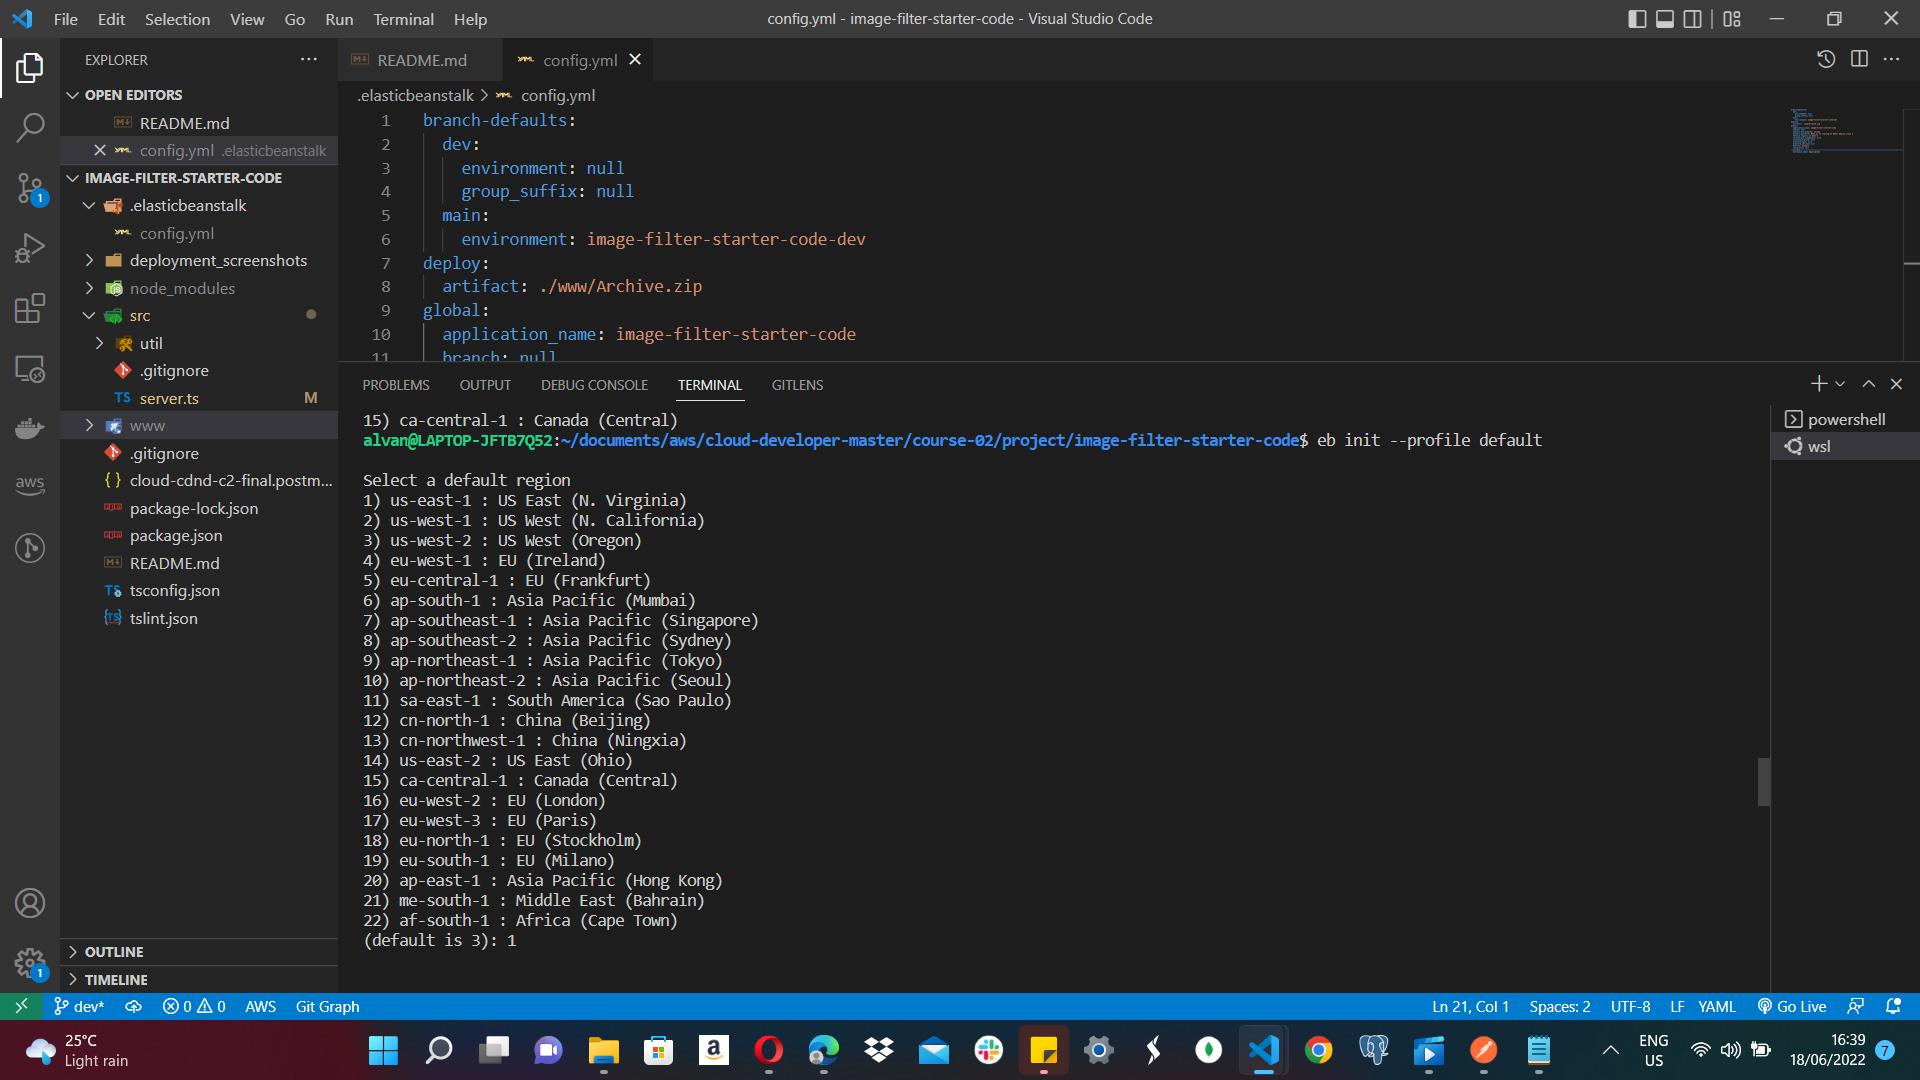 File Edit Selection View Go Run Terminal Help
config.yml - image-filter-starter-code - Visual Studio Code
EXPLORER
OPEN EDITORS
README.md
config.yml .elasticbeanstalk
1
IMAGE-FILTER-STARTER-CODE
.elasticbeanstalk
config.yml
deployment_screenshots
node_modules
src
util
.gitignore
TS server.ts M
www
.gitignore
cloud-cdnd-c2-final.postm...
package-lock.json
package.json
README.md
tsconfig.json
tslint.json
aws
1
OUTLINE
TIMELINE
README.md
config.yml
.elasticbeanstalk > config.yml
1 branch-defaults:
2 dev:
3 environment: null
4 group_suffix: null
5 main:
6 environment: image-filter-starter-code-dev
7 deploy:
8 artifact: ./www/Archive.zip
9 global:
10 application_name: image-filter-starter-code
11 branch: null
PROBLEMS OUTPUT DEBUG CONSOLE TERMINAL GITLENS
powershell
wsl
15) ca-central-1 : Canada (Central)
alvan@LAPTOP-JFTB7Q52:~/documents/aws/cloud-developer-master/course-02/project/image-filter-starter-code$ eb init --profile default
Select a default region
1) us-east-1 : US East (N. Virginia)
2) us-west-1 : US West (N. California)
3) us-west-2 : US West (Oregon)
4) eu-west-1 : EU (Ireland)
5) eu-central-1 : EU (Frankfurt)
6) ap-south-1 : Asia Pacific (Mumbai)
7) ap-southeast-1 : Asia Pacific (Singapore)
8) ap-southeast-2 : Asia Pacific (Sydney)
9) ap-northeast-1 : Asia Pacific (Tokyo)
10) ap-northeast-2 : Asia Pacific (Seoul)
11) sa-east-1 : South America (Sao Paulo)
12) cn-north-1 : China (Beijing)
13) cn-northwest-1 : China (Ningxia)
14) us-east-2 : US East (Ohio)
15) ca-central-1 : Canada (Central)
16) eu-west-2 : EU (London)
17) eu-west-3 : EU (Paris)
18) eu-north-1 : EU (Stockholm)
19) eu-south-1 : EU (Milano)
20) ap-east-1 : Asia Pacific (Hong Kong)
21) me-south-1 : Middle East (Bahrain)
22) af-south-1 : Africa (Cape Town)
(default is 3): 1
dev* 0 0 AWS Git Graph
Ln 21, Col 1 Spaces: 2 UTF-8 LF YAML Go Live
25°C
Light rain
ENG
US
16:39
18/06/2022
7